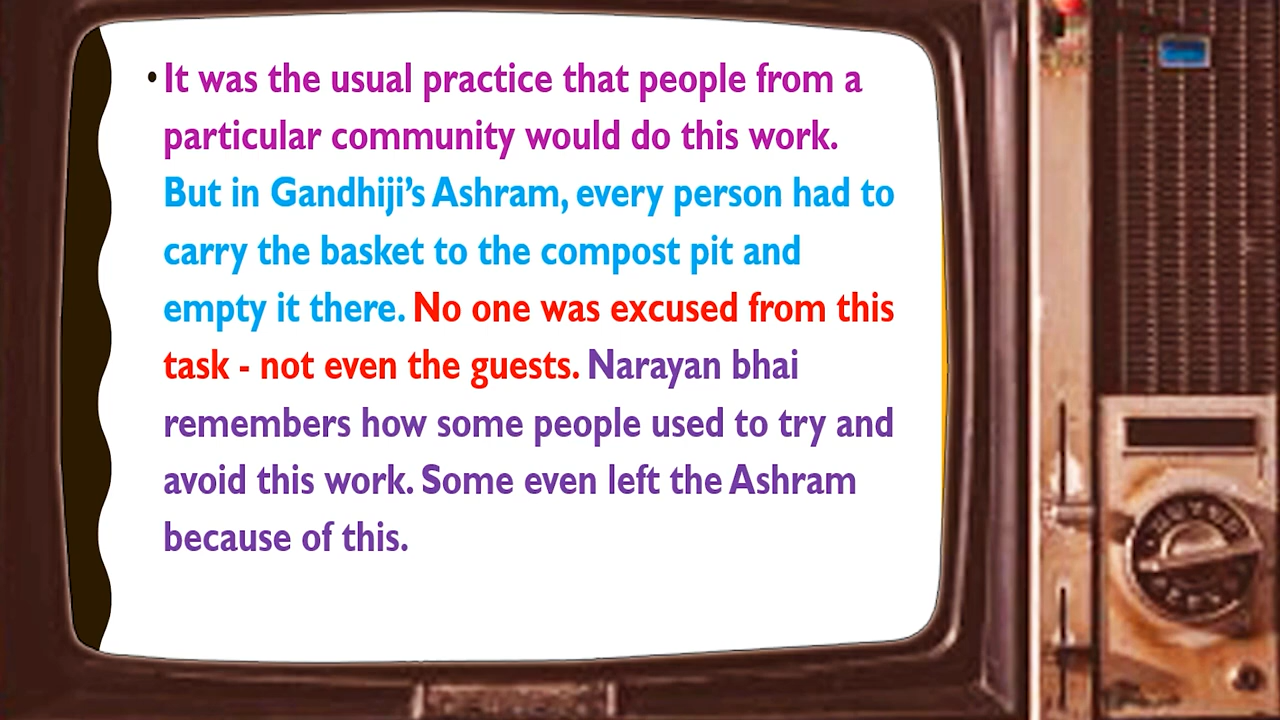 • It was the usual practice that people from a
particular community would do this work.
But in Gandhiji’s Ashram, every person had to
carry the basket to the compost pit and
empty it there. No one was excused from this
task - not even the guests. Narayan bhai
remembers how some people used to try and
avoid this work. Some even left the Ashram
because of this.